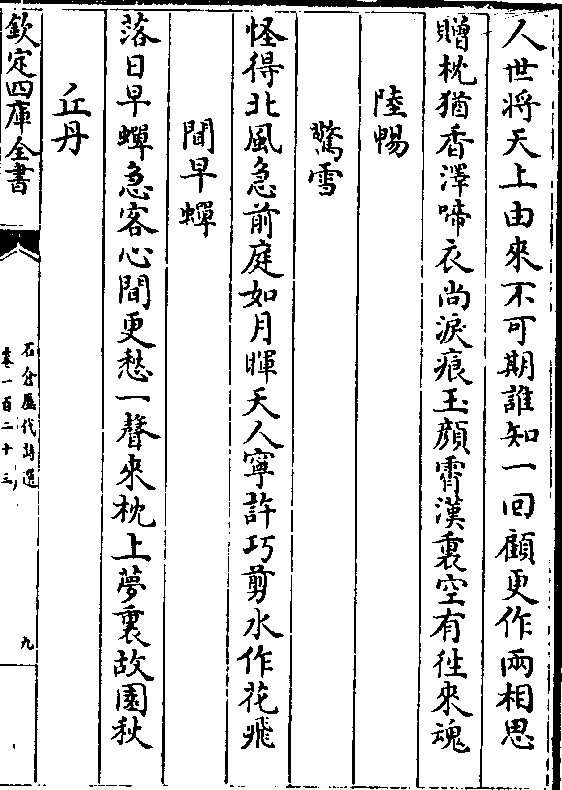 人世将天上由來不可期誰知一回顧更作兩相思
贈枕猶香澤啼衣尚淚痕玉顔霄漢裏空有徃來魂
陸暢
驚雪
怪得北風急前庭如月暉天人寧許巧剪水作花飛
聞早蟬
落日早蟬急客心聞更愁一聲來枕上夢裏故園秋
丘丹
欽定四庫全書
石倉歷代詩選
卷一百二十三
九